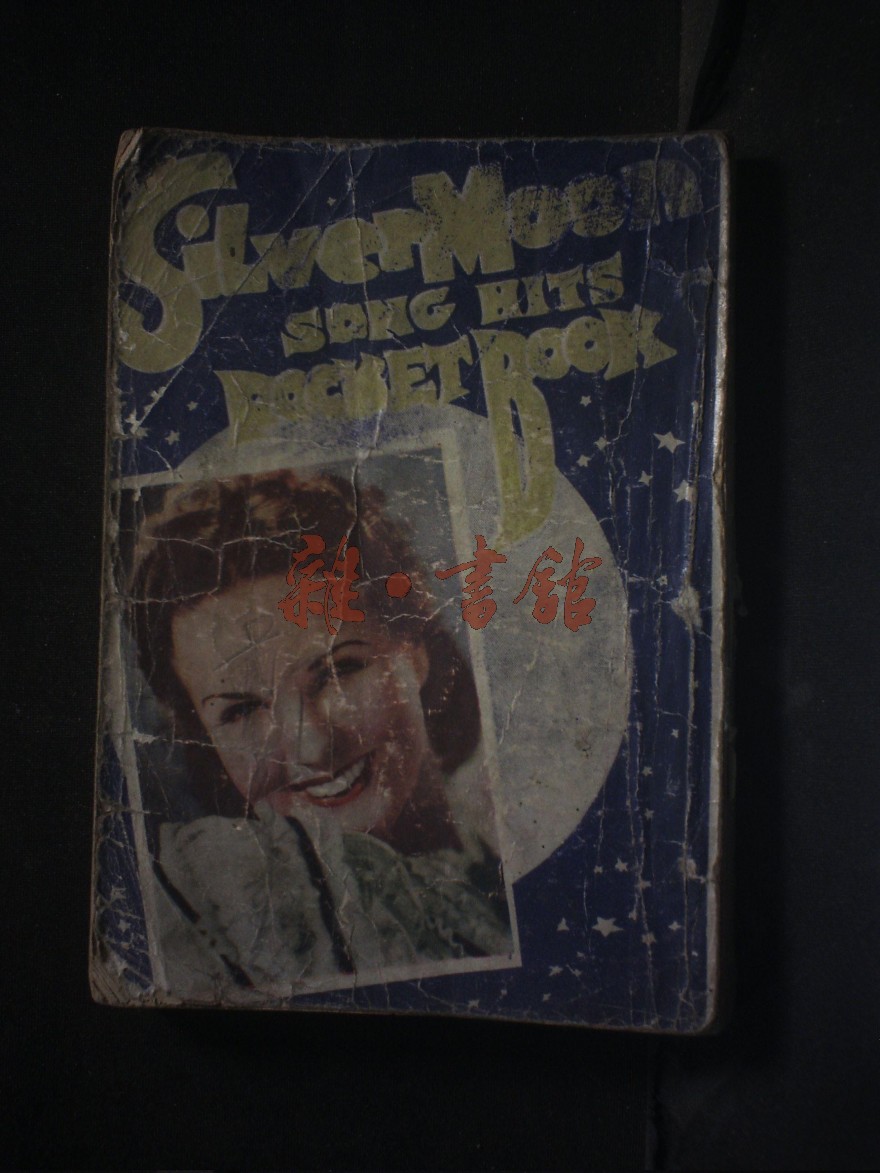 Silver Moon
SONG HITS
POCKET BOOK
雜·書館